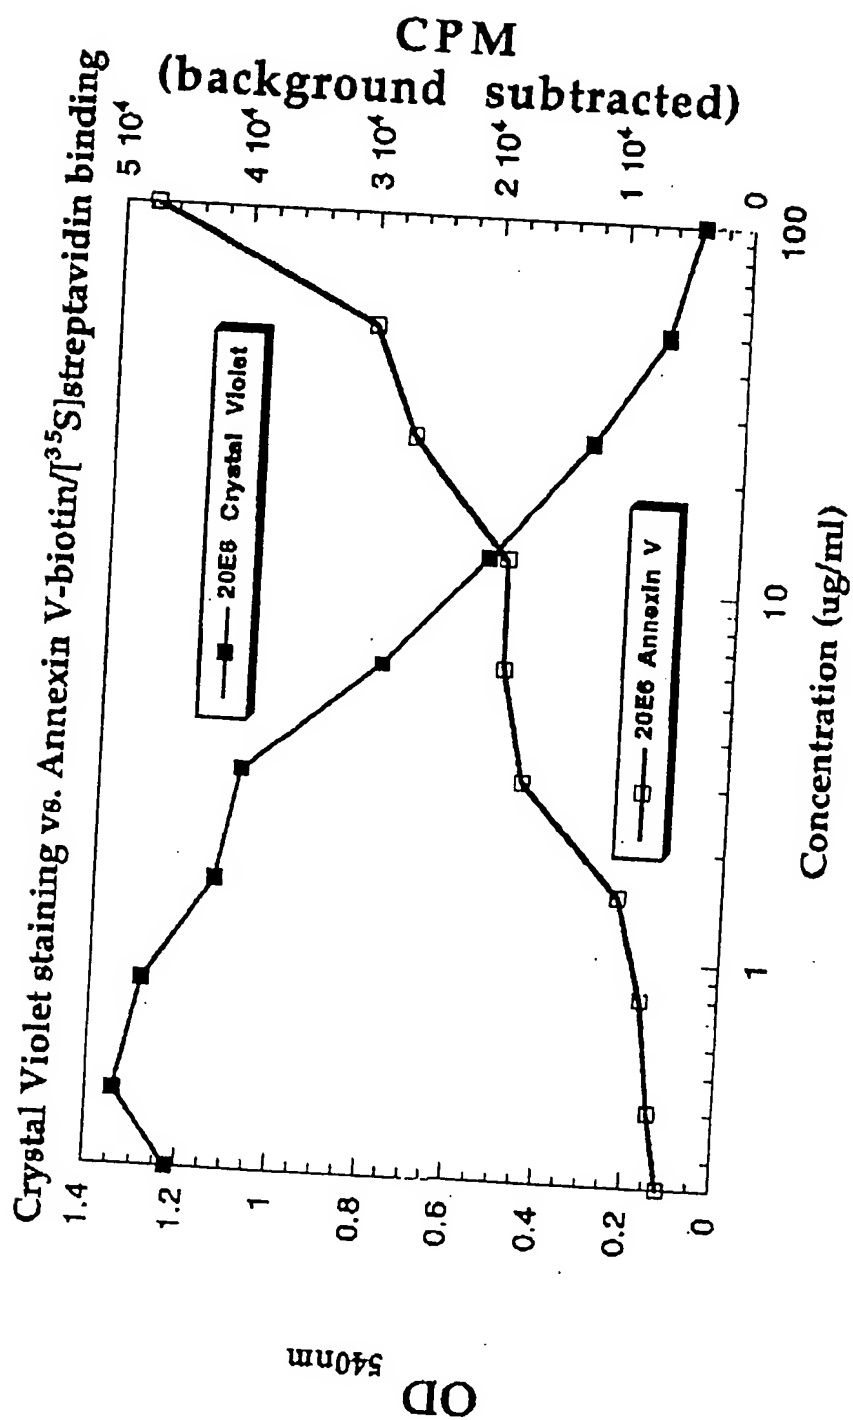 Crystal Violet staining vs. Annexin V-biotin/[³⁵S]streptavidin binding
OD 540nm
1.4
1.2
1
0.8
0.6
0.4
0.2
0
20E6 Crystal Violet
20E6 Annexin V
1
10
100
Concentration (ug/ml)
5 10⁴
4 10⁴
3 10⁴
2 10⁴
1 10⁴
0
CPM
(background subtracted)